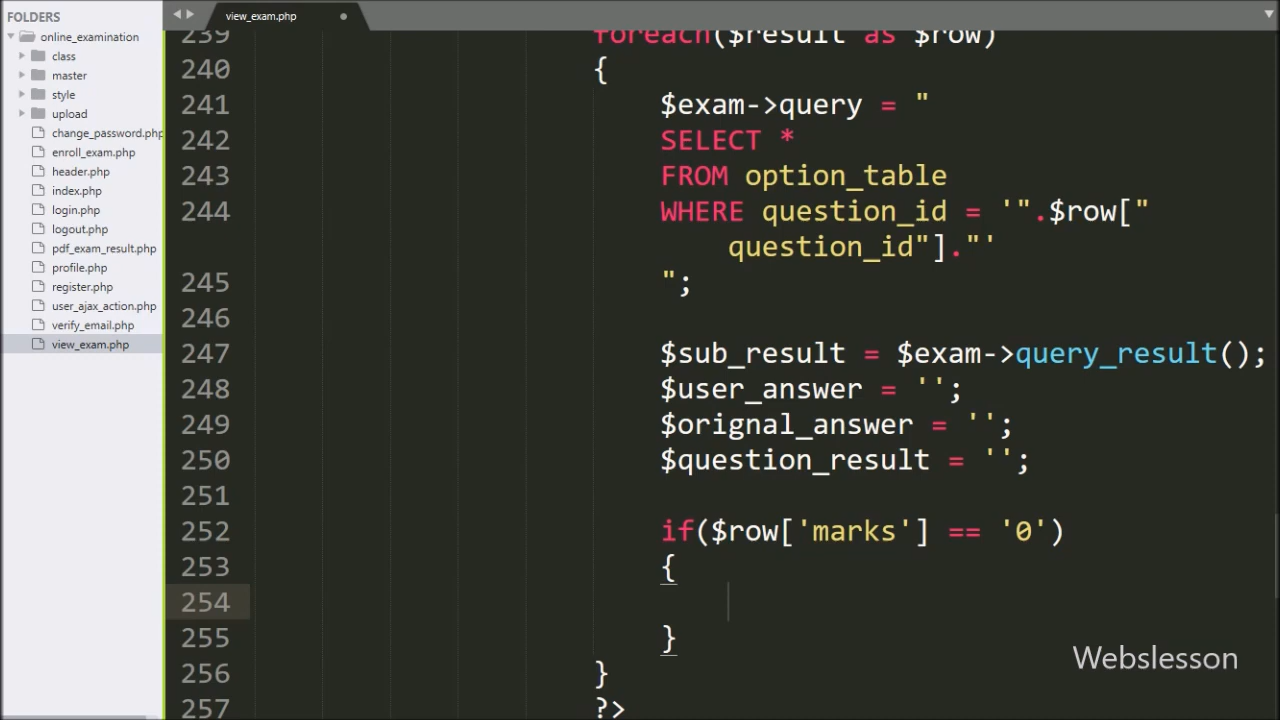 FOLDERS
online_examination
class
master
style
upload
change_password.php
enroll_exam.php
header.php
index.php
login.php
logout.php
pdf_exam_result.php
profile.php
register.php
user_ajax_action.php
verify_email.php
view_exam.php
view_exam.php
239 foreach($result as $row)
240 {
241 $exam->query = "
242 SELECT *
243 FROM option_table
244 WHERE question_id = '".$row["
question_id"]."'
245 ";
246
247 $sub_result = $exam->query_result();
248 $user_answer = '';
249 $orignal_answer = '';
250 $question_result = '';
251
252 if($row['marks'] == '0')
253 {
254
255 }
256 }
257 ?>
Webslesson